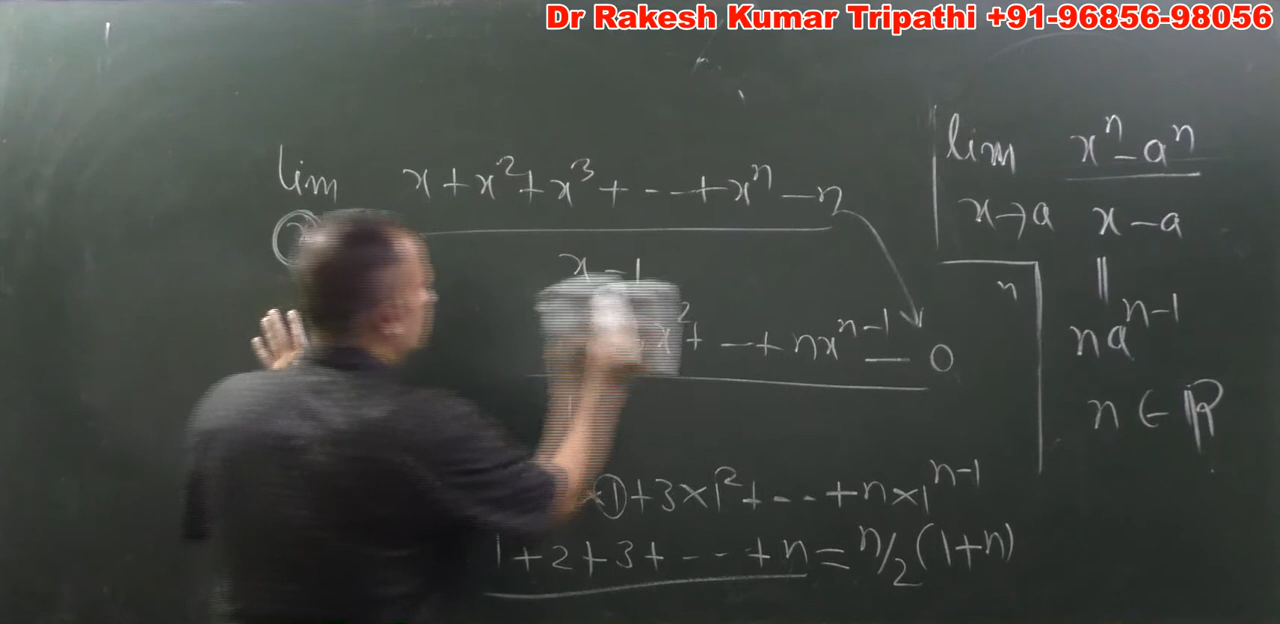 Dr Rakesh Kumar Tripathi +91-96856-98056
lim x + x² + x³ + - - + xⁿ - n
x - 1
x² + - - + nxⁿ⁻¹ - 0
×1 + 3×1² + - - - + n×1ⁿ⁻¹
1 + 2 + 3 + - - - + n = n/2 (1+n)
lim xⁿ - aⁿ
x→a x - a
n ||
naⁿ⁻¹
n ∈ ℝ